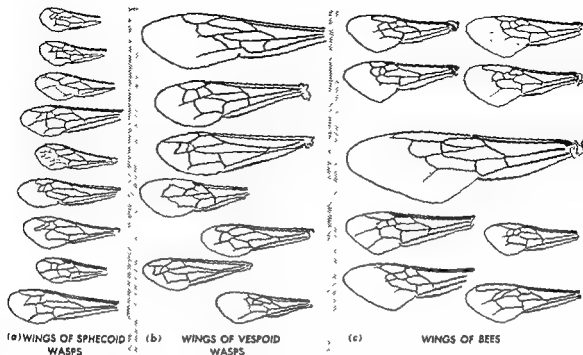 (a) WINGS OF SPHECOID
WASPS
(b) WINGS OF VESPOID
WASPS
(c) WINGS OF BEES